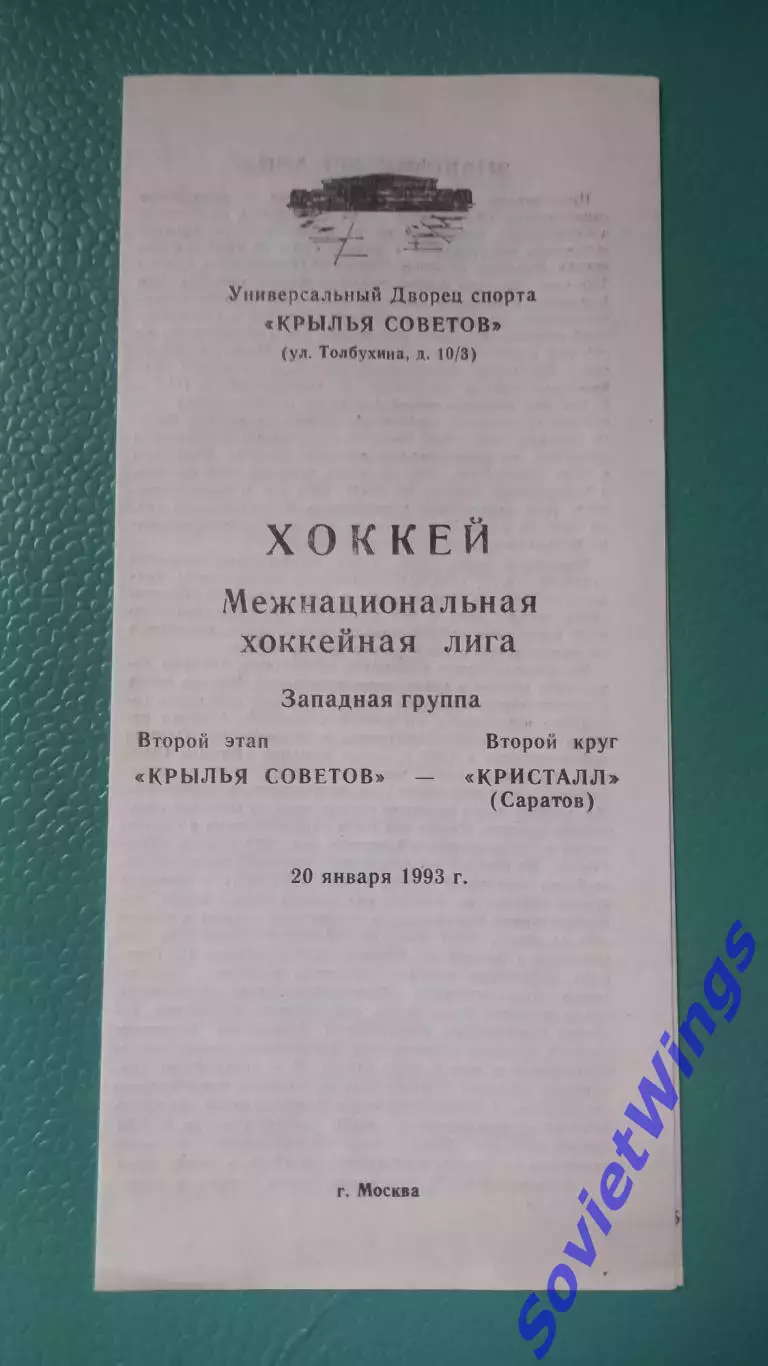 Универсальный Дворец спорта
«КРЫЛЬЯ СОВЕТОВ»
(ул. Толбухина, д. 10/3)
ХОККЕЙ
Межнациональная
хоккейная лига
Западная группа
Второй этап Второй круг
«КРЫЛЬЯ СОВЕТОВ» — «КРИСТАЛЛ»
(Саратов)
20 января 1993 г.
г. Москва
SovietWings